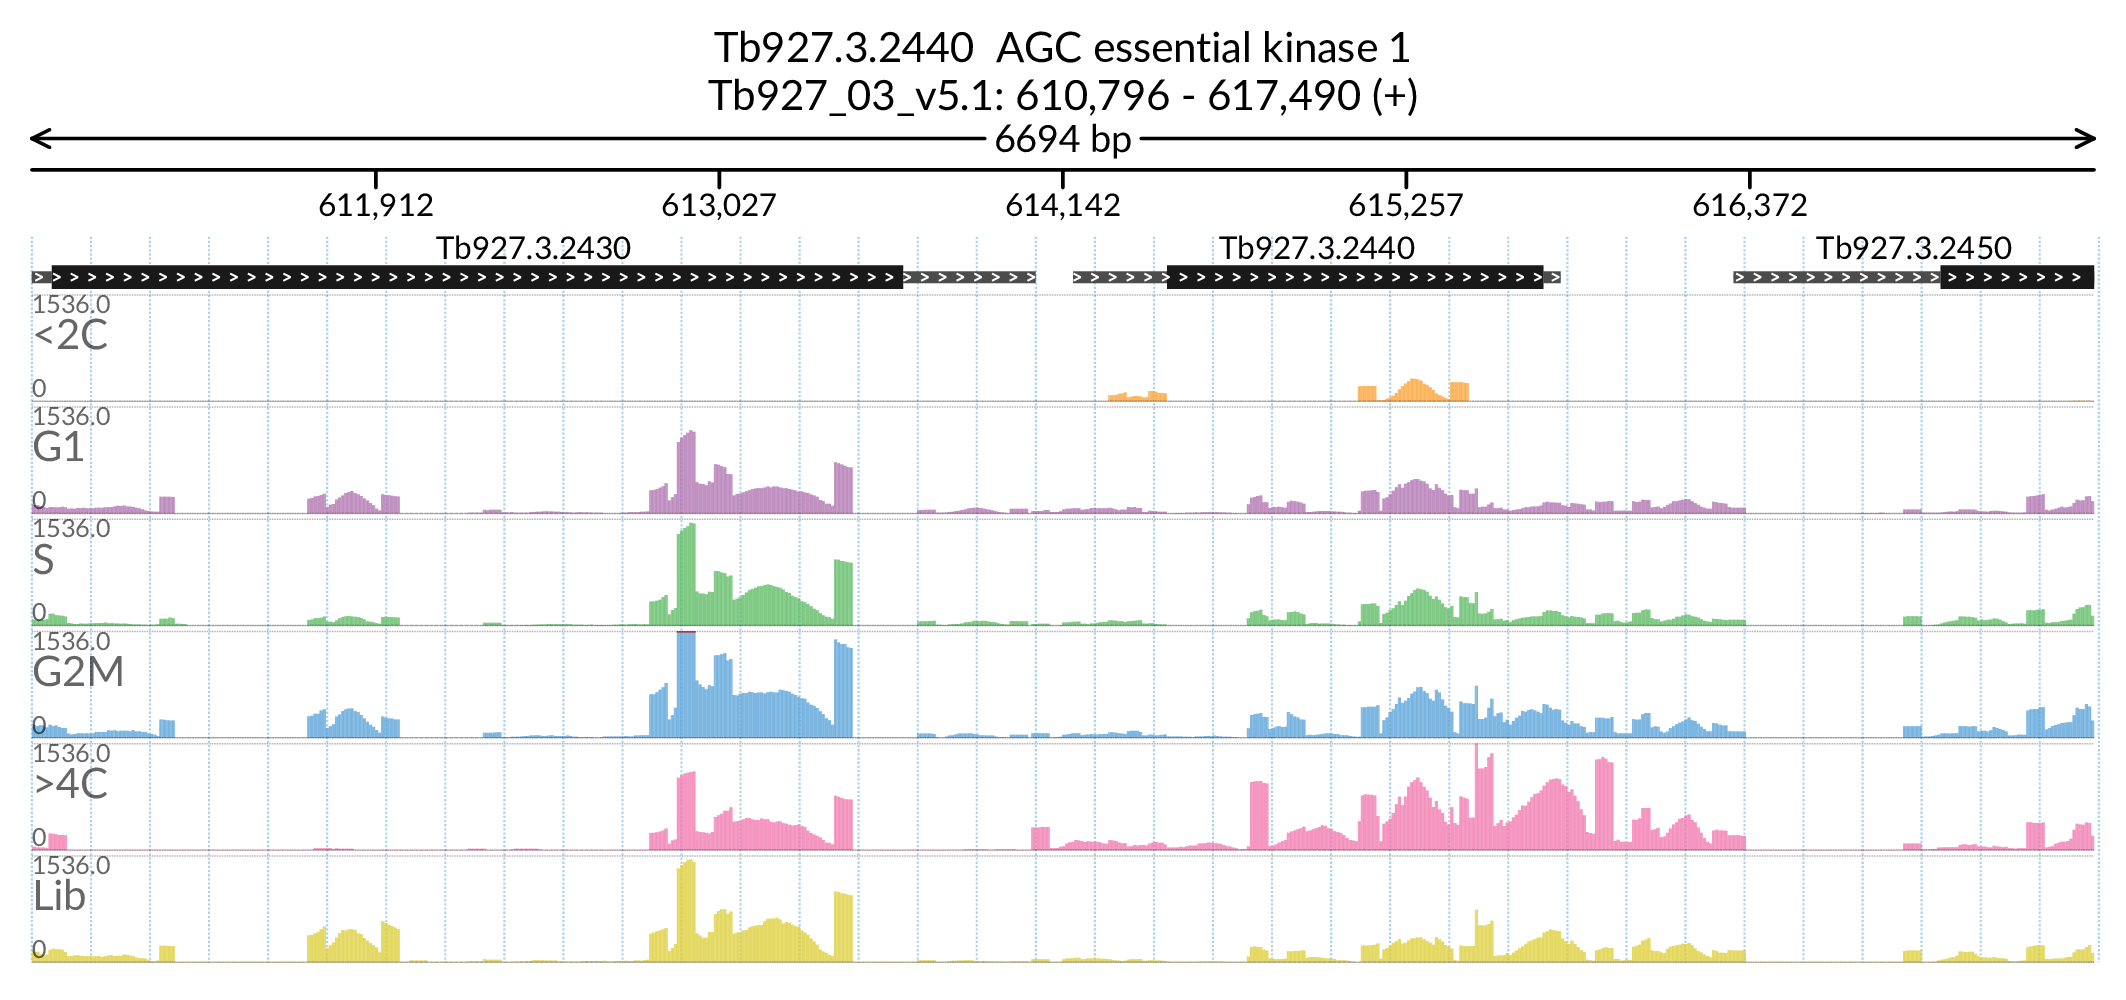 Tb927.3.2440  AGC essential kinase 1
Tb927_03_v5.1: 610,796 - 617,490 (+)
6694 bp
611,912 613,027 614,142 615,257 616,372
Tb927.3.2430 Tb927.3.2440 Tb927.3.2450
1536.0
<2C
0
1536.0
G1
0
1536.0
S
0
1536.0
G2M
0
1536.0
>4C
0
1536.0
Lib
0